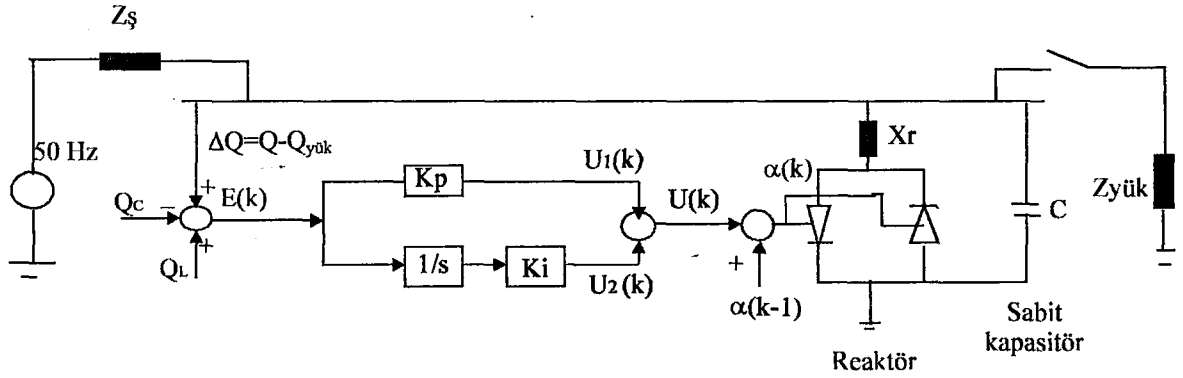 Zş
50 Hz
ΔQ=Q-Qyük
+
Qc
−
E(k)
+
QL
Kp
U1(k)
1/s
Ki
U2(k)
U(k)
+
α(k-1)
α(k)
Xr
C
Zyük
Sabit
kapasitör
Reaktör